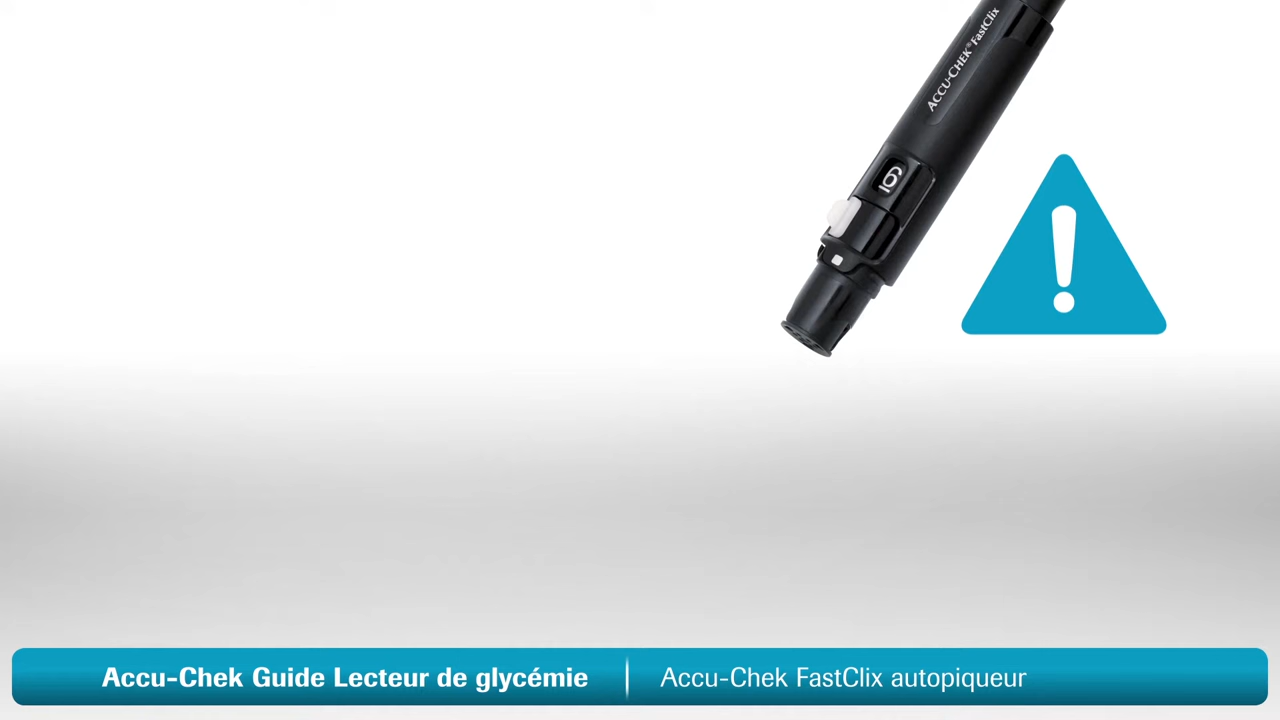 ACCU-CHEK® FastClix
6
!
Accu-Chek Guide Lecteur de glycémie
Accu-Chek FastClix autopiqueur